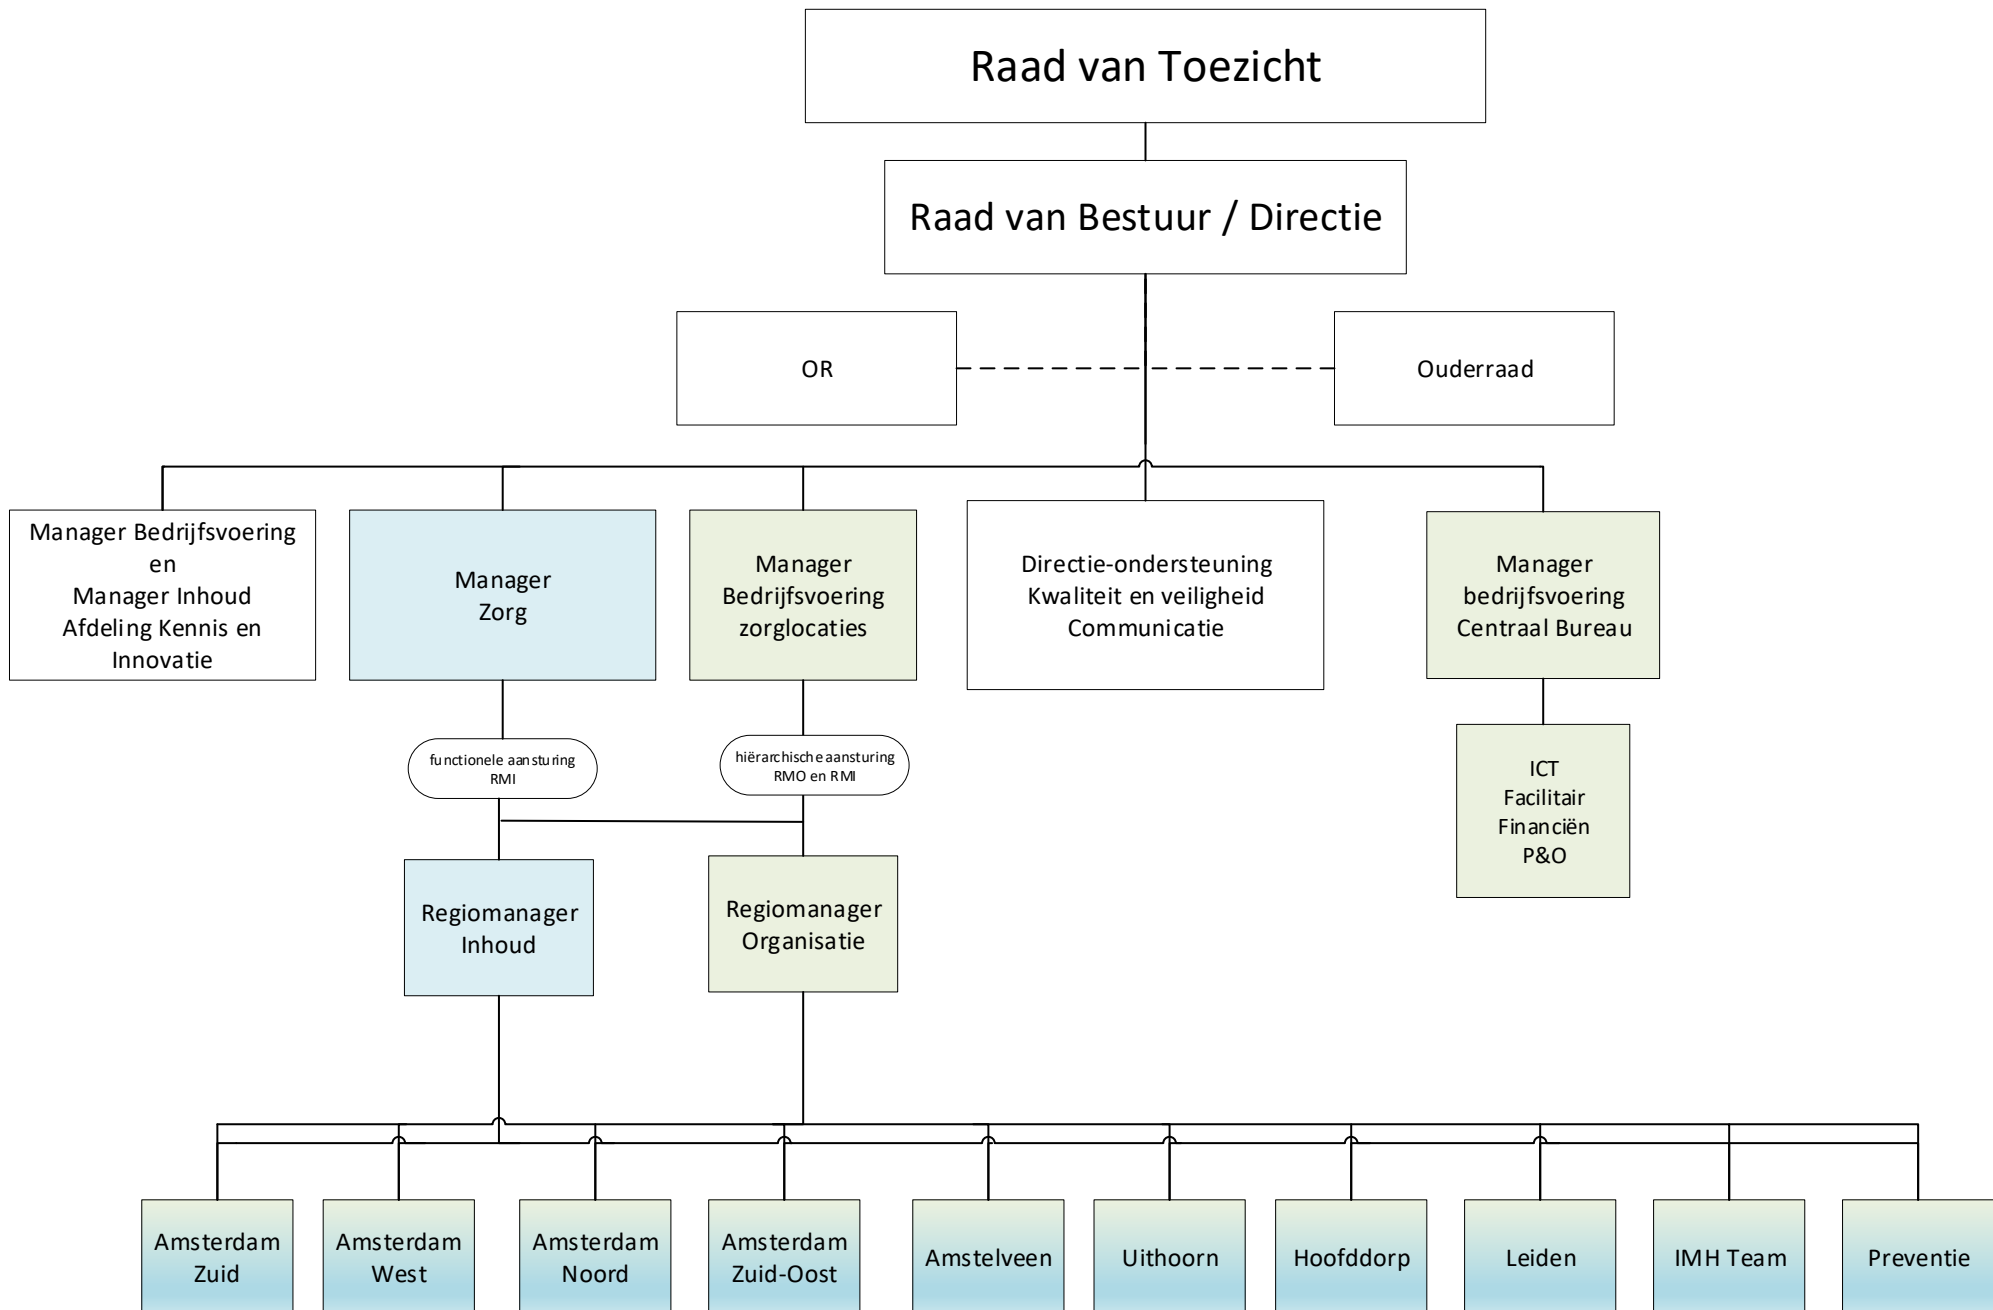 Raad van Toezicht
Raad van Bestuur / Directie
OR
Ouderraad
Manager Bedrijfsvoering
en
Manager Inhoud
Afdeling Kennis en
Innovatie
Manager
Zorg
Manager
Bedrijfsvoering
zorglocaties
Directie-ondersteuning
Kwaliteit en veiligheid
Communicatie
Manager
bedrijfsvoering
Centraal Bureau
functionele aansturing
RMI
hiërarchische aansturing
RMO en RMI
ICT
Facilitair
Financiën
P&O
Regiomanager
Inhoud
Regiomanager
Organisatie
Amsterdam
Zuid
Amsterdam
West
Amsterdam
Noord
Amsterdam
Zuid-Oost
Amstelveen
Uithoorn
Hoofddorp
Leiden
IMH Team
Preventie